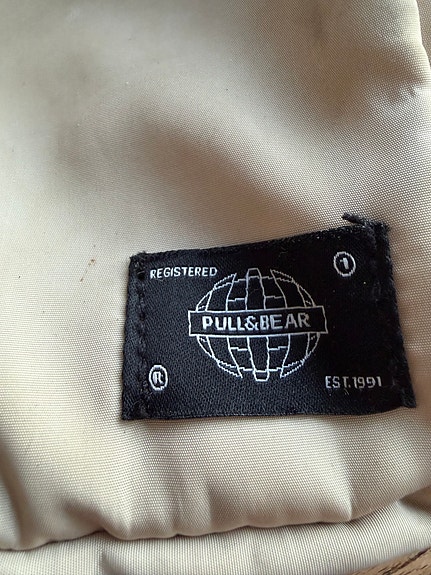 REGISTERED
1
PULL&BEAR
®
EST.1991